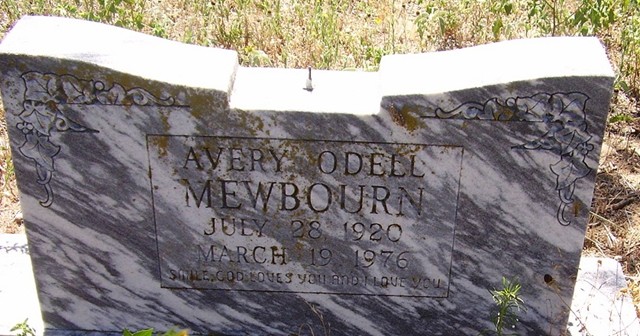 AVERY ODELL
MEWBOURN
JULY 28 1920
MARCH 19 1976
SMILE, GOD LOVES YOU AND I LOVE YOU